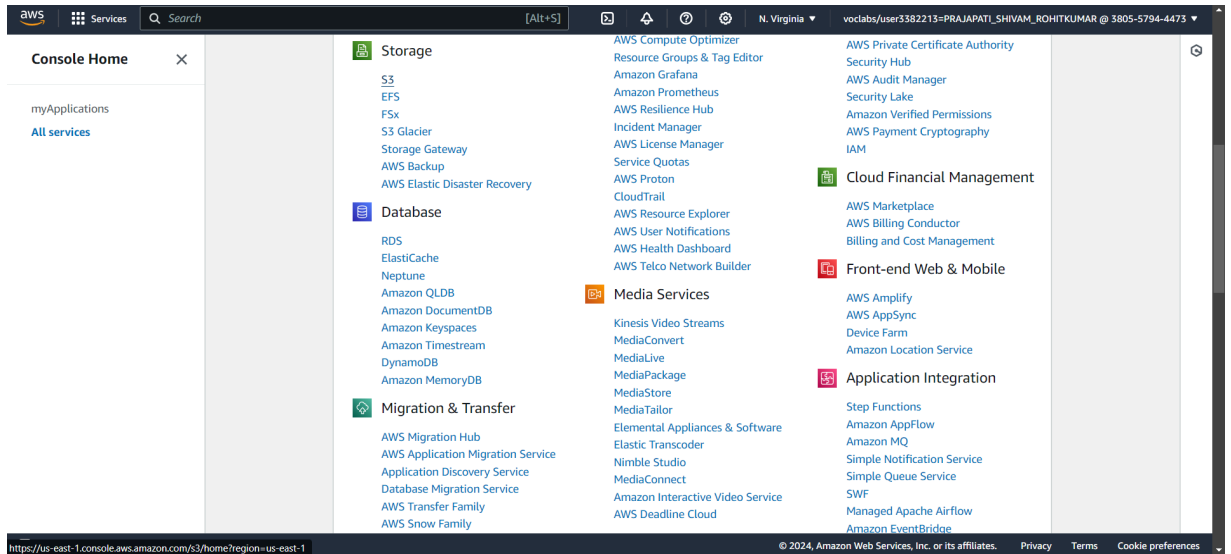 aws
Services
Search [Alt+S]
N. Virginia
voclabs/user3382213=PRAJAPATI_SHIVAM_ROHITKUMAR @ 3805-5794-4473
Console Home
myApplications
All services
Storage
S3
EFS
FSx
S3 Glacier
Storage Gateway
AWS Backup
AWS Elastic Disaster Recovery
Database
RDS
ElastiCache
Neptune
Amazon QLDB
Amazon DocumentDB
Amazon Keyspaces
Amazon Timestream
DynamoDB
Amazon MemoryDB
Migration & Transfer
AWS Migration Hub
AWS Application Migration Service
Application Discovery Service
Database Migration Service
AWS Transfer Family
AWS Snow Family
AWS Compute Optimizer
Resource Groups & Tag Editor
Amazon Grafana
Amazon Prometheus
AWS Resilience Hub
Incident Manager
AWS License Manager
Service Quotas
AWS Proton
CloudTrail
AWS Resource Explorer
AWS User Notifications
AWS Health Dashboard
AWS Telco Network Builder
Media Services
Kinesis Video Streams
MediaConvert
MediaLive
MediaPackage
MediaStore
MediaTailor
Elemental Appliances & Software
Elastic Transcoder
Nimble Studio
MediaConnect
Amazon Interactive Video Service
AWS Deadline Cloud
AWS Private Certificate Authority
Security Hub
AWS Audit Manager
Security Lake
Amazon Verified Permissions
AWS Payment Cryptography
IAM
Cloud Financial Management
AWS Marketplace
AWS Billing Conductor
Billing and Cost Management
Front-end Web & Mobile
AWS Amplify
AWS AppSync
Device Farm
Amazon Location Service
Application Integration
Step Functions
Amazon AppFlow
Amazon MQ
Simple Notification Service
Simple Queue Service
SWF
Managed Apache Airflow
Amazon EventBridge
https://us-east-1.console.aws.amazon.com/s3/home?region=us-east-1
© 2024, Amazon Web Services, Inc. or its affiliates. Privacy Terms Cookie preferences